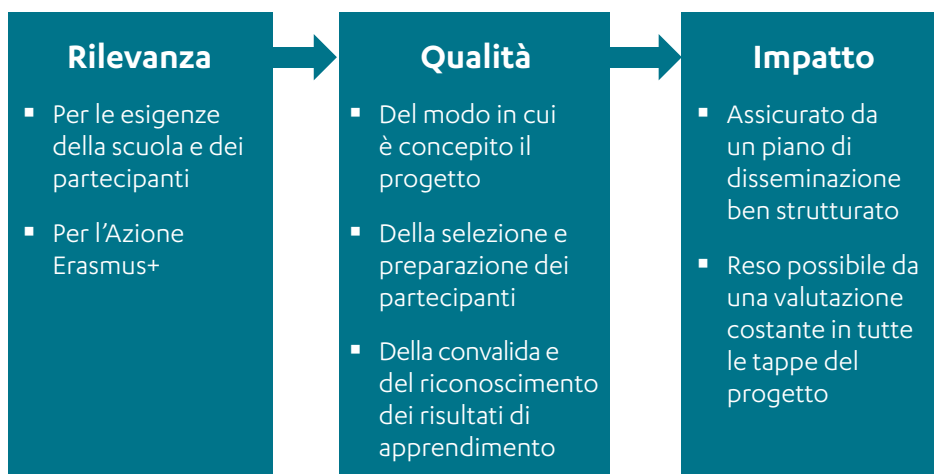 Rilevanza
▪ Per le esigenze
della scuola e dei
partecipanti
▪ Per l'Azione
Erasmus+
Qualità
▪ Del modo in cui
è concepito il
progetto
▪ Della selezione e
preparazione dei
partecipanti
▪ Della convalida e
del riconoscimento
dei risultati di
apprendimento
Impatto
▪ Assicurato da
un piano di
disseminazione
ben strutturato
▪ Reso possibile da
una valutazione
costante in tutte
le tappe del
progetto